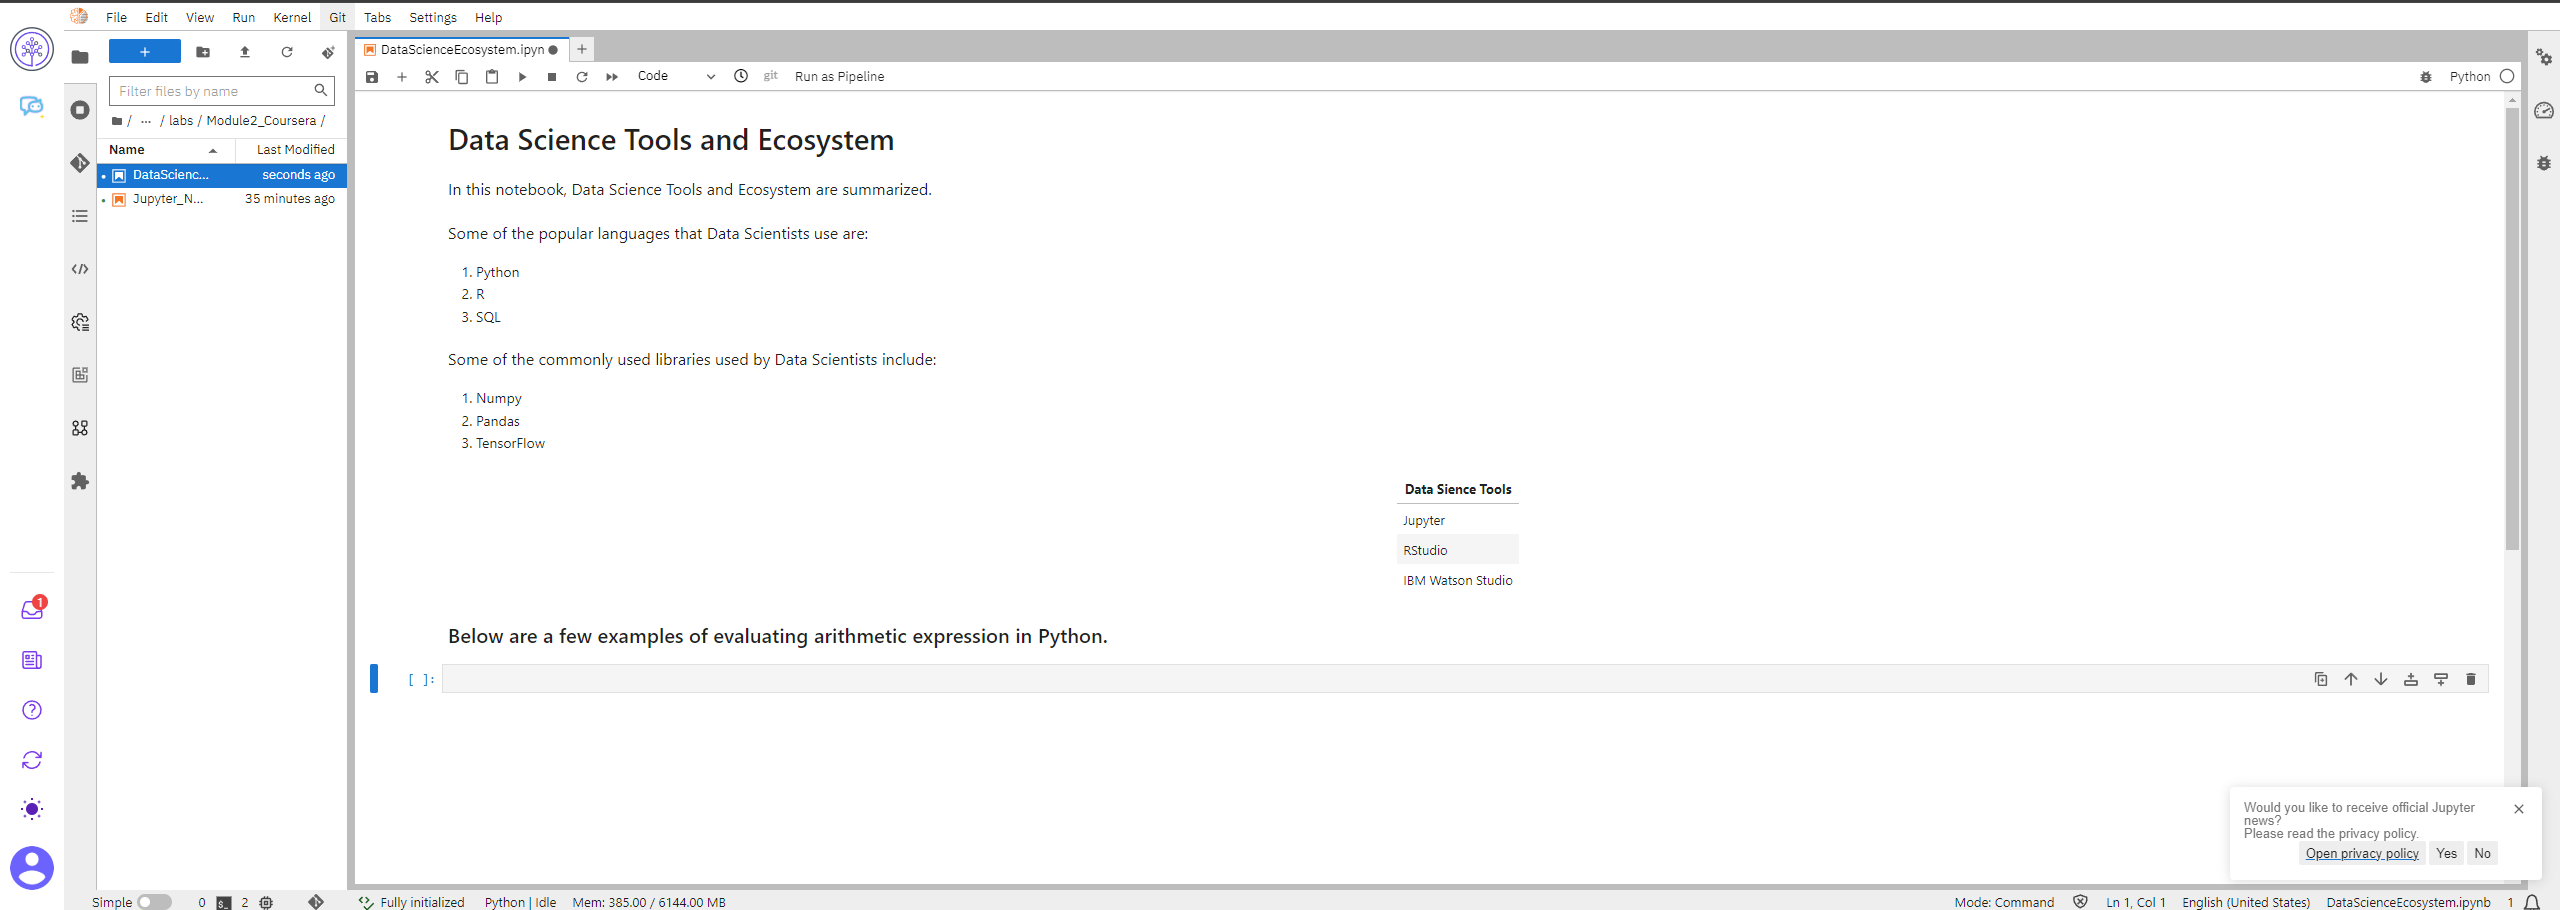 File Edit View Run Kernel Git Tabs Settings Help
Filter files by name
/ ... / labs / Module2_Coursera /
Name Last Modified
DataScienc... seconds ago
Jupyter_N... 35 minutes ago
DataScienceEcosystem.ipyn
Code git Run as Pipeline Python
Data Science Tools and Ecosystem
In this notebook, Data Science Tools and Ecosystem are summarized.
Some of the popular languages that Data Scientists use are:
1. Python
2. R
3. SQL
Some of the commonly used libraries used by Data Scientists include:
1. Numpy
2. Pandas
3. TensorFlow
Data Sience Tools
Jupyter
RStudio
IBM Watson Studio
Below are a few examples of evaluating arithmetic expression in Python.
[ ]:
1
Would you like to receive official Jupyter
news?
Please read the privacy policy.
Open privacy policy Yes No
Simple 0 $_ 2 Fully initialized Python | Idle Mem: 385.00 / 6144.00 MB Mode: Command Ln 1, Col 1 English (United States) DataScienceEcosystem.ipynb 1